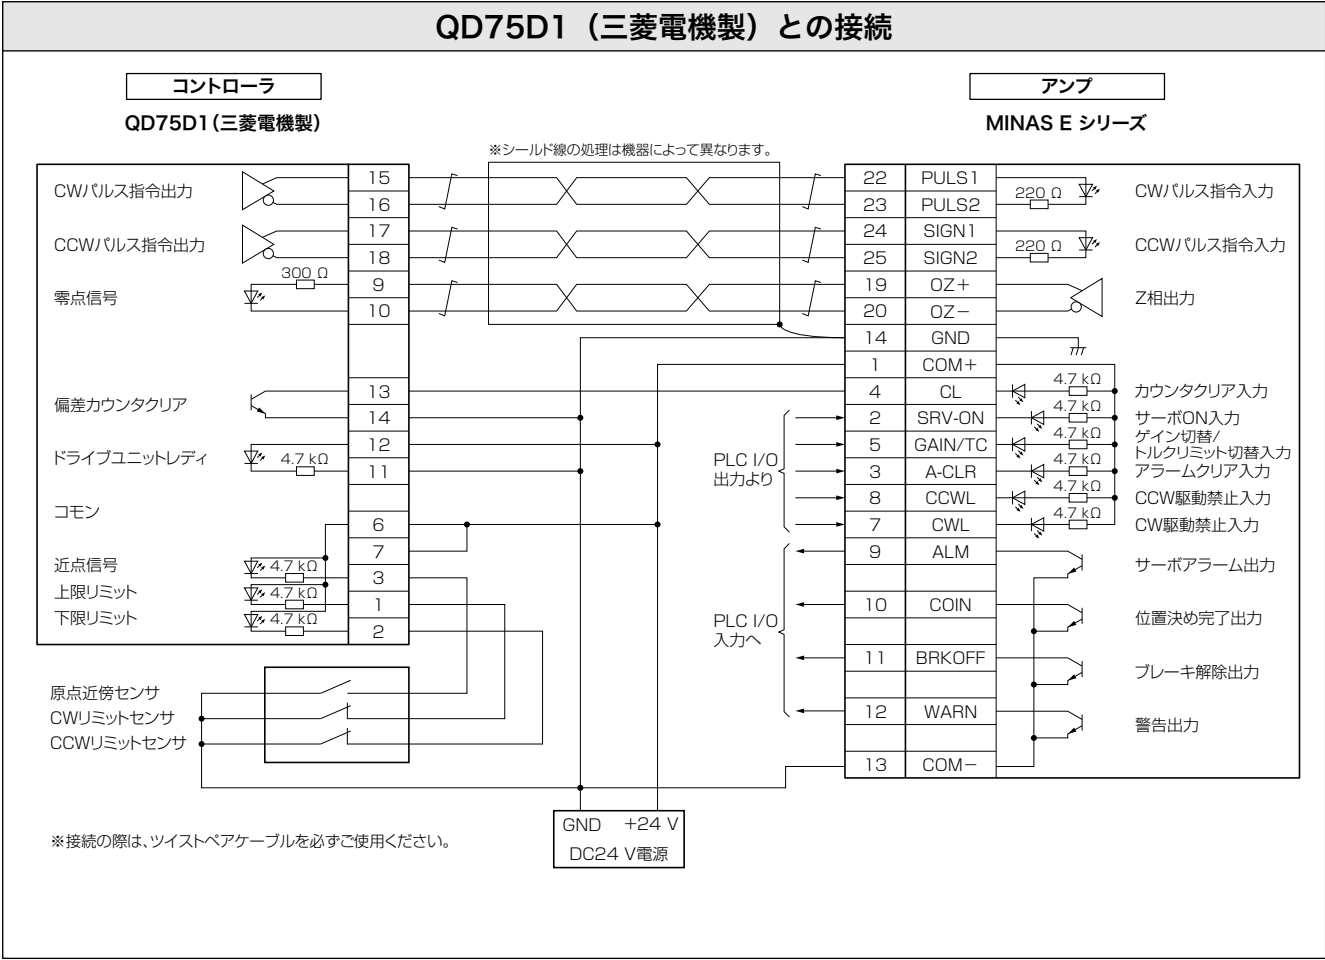 QD75D1（三菱電機製）との接続
コントローラ
QD75D1（三菱電機製）
アンプ
MINAS E シリーズ
※シールド線の処理は機器によって異なります。
CWパルス指令出力
15
16
CCWパルス指令出力
17
18
300 Ω
零点信号
9
10
偏差カウンタクリア
13
14
ドライブユニットレディ
4.7 kΩ
12
11
コモン
6
7
近点信号
4.7 kΩ
3
上限リミット
4.7 kΩ
1
下限リミット
4.7 kΩ
2
原点近傍センサ
CWリミットセンサ
CCWリミットセンサ
22 PULS1
220 Ω
CWパルス指令入力
23 PULS2
24 SIGN1
220 Ω
CCWパルス指令入力
25 SIGN2
19 OZ+
Z相出力
20 OZ−
14 GND
1 COM+
4 CL
4.7 kΩ
カウンタクリア入力
2 SRV-ON
4.7 kΩ
サーボON入力
5 GAIN/TC
4.7 kΩ
ゲイン切替/
トルクリミット切替入力
3 A-CLR
4.7 kΩ
アラームクリア入力
8 CCWL
4.7 kΩ
CCW駆動禁止入力
7 CWL
4.7 kΩ
CW駆動禁止入力
PLC I/O
出力より
9 ALM
サーボアラーム出力
10 COIN
位置決め完了出力
PLC I/O
入力へ
11 BRKOFF
ブレーキ解除出力
12 WARN
警告出力
13 COM−
GND +24 V
DC24 V電源
※接続の際は、ツイストペアケーブルを必ずご使用ください。